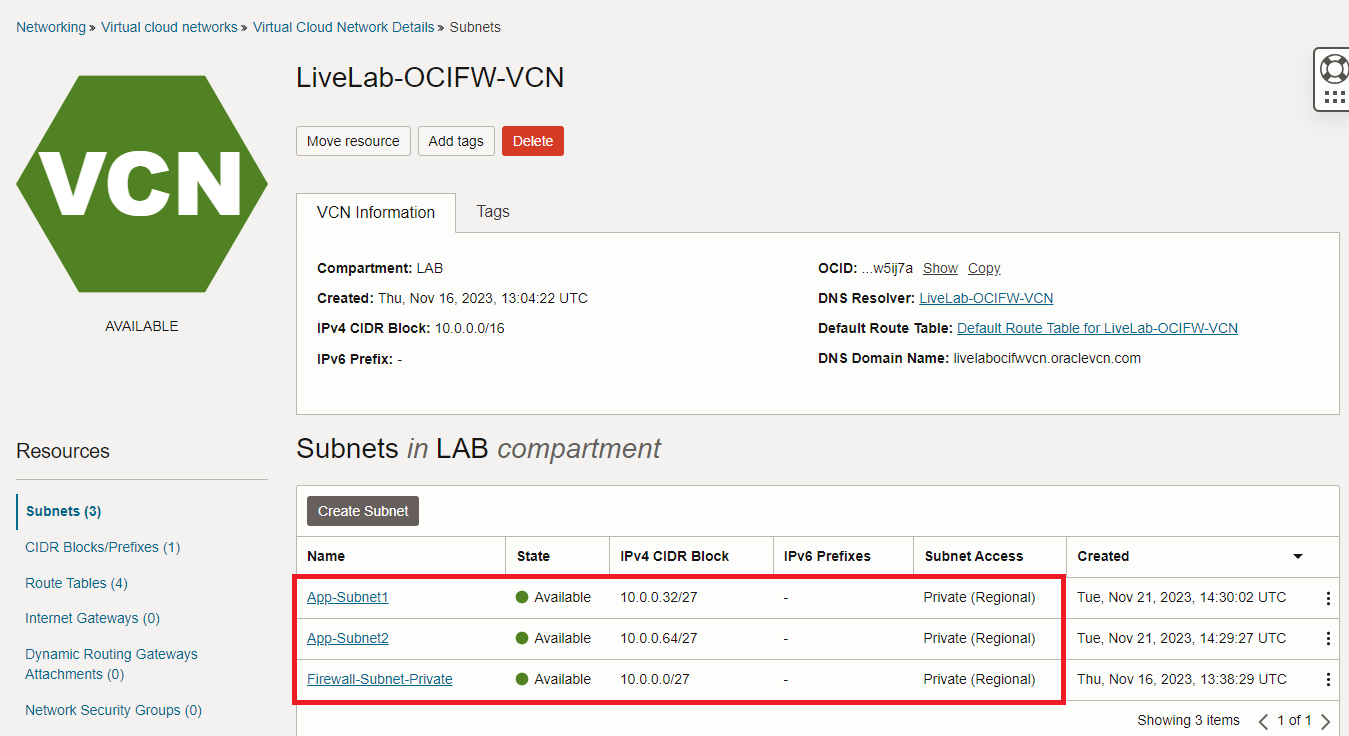 Networking » Virtual cloud networks » Virtual Cloud Network Details » Subnets
VCN
AVAILABLE
LiveLab-OCIFW-VCN
Move resource Add tags Delete
VCN Information Tags
Compartment: LAB
Created: Thu, Nov 16, 2023, 13:04:22 UTC
IPv4 CIDR Block: 10.0.0.0/16
IPv6 Prefix: -
OCID: ...w5ij7a Show Copy
DNS Resolver: LiveLab-OCIFW-VCN
Default Route Table: Default Route Table for LiveLab-OCIFW-VCN
DNS Domain Name: livelabocifwvcn.oraclevcn.com
Resources
Subnets (3)
CIDR Blocks/Prefixes (1)
Route Tables (4)
Internet Gateways (0)
Dynamic Routing Gateways
Attachments (0)
Network Security Groups (0)
Subnets in LAB compartment
Create Subnet
Name State IPv4 CIDR Block IPv6 Prefixes Subnet Access Created
App-Subnet1 Available 10.0.0.32/27 - Private (Regional) Tue, Nov 21, 2023, 14:30:02 UTC
App-Subnet2 Available 10.0.0.64/27 - Private (Regional) Tue, Nov 21, 2023, 14:29:27 UTC
Firewall-Subnet-Private Available 10.0.0.0/27 - Private (Regional) Thu, Nov 16, 2023, 13:38:29 UTC
Showing 3 items 1 of 1